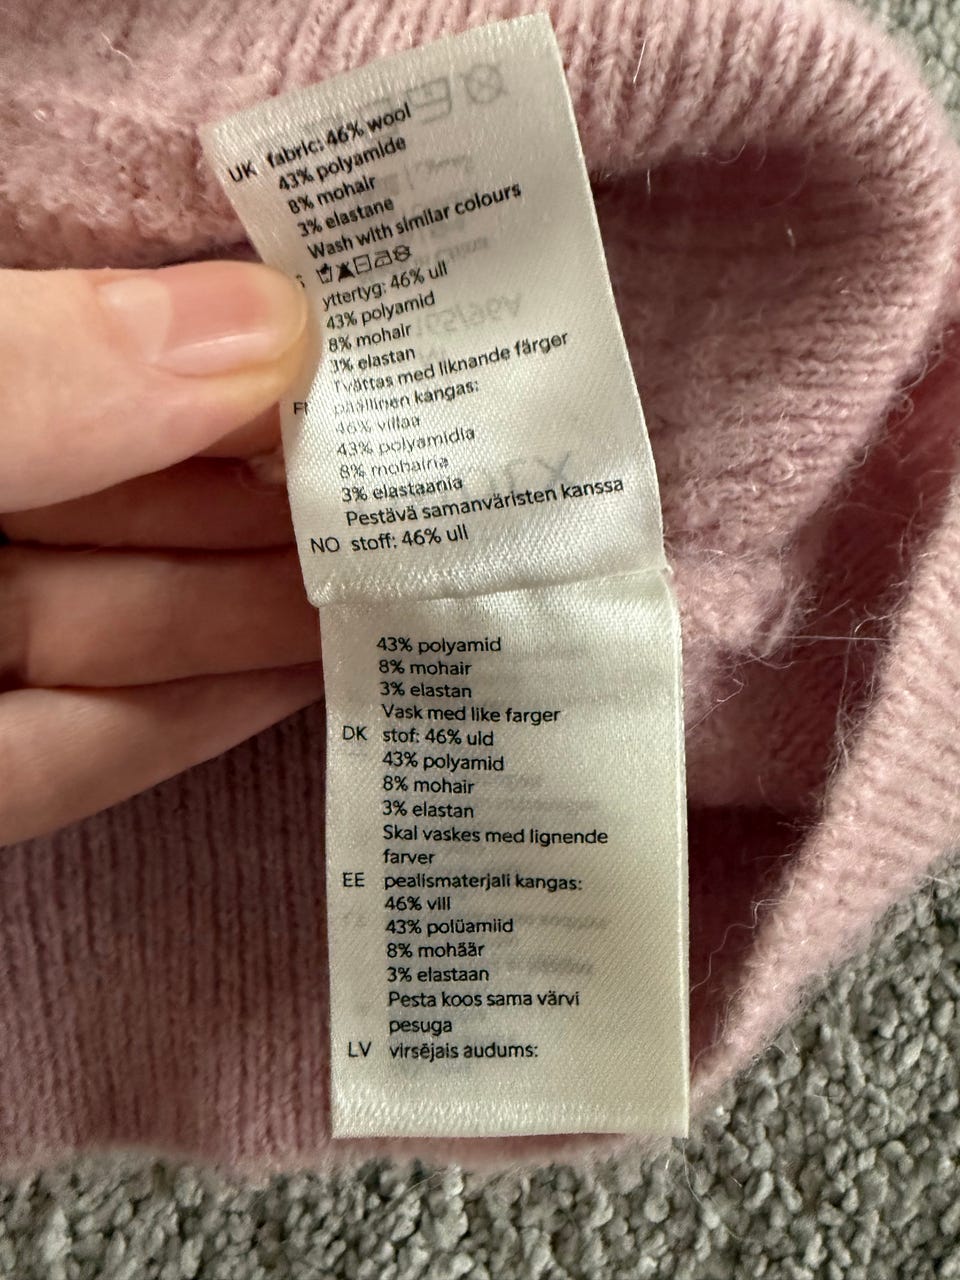 UK fabric: 46% wool
43% polyamide
8% mohair
3% elastane
Wash with similar colours
yttertyg: 46% ull
43% polyamid
8% mohair
3% elastan
Tvättas med liknande färger
FI päällinen kangas:
46% villaa
43% polyamidia
8% mohairia
3% elastaania
Pestävä samanväristen kanssa
NO stoff: 46% ull
43% polyamid
8% mohair
3% elastan
Vask med like farger
DK stof: 46% uld
43% polyamid
8% mohair
3% elastan
Skal vaskes med lignende
farver
EE pealismaterjali kangas:
46% vill
43% polüamiid
8% mohäär
3% elastaan
Pesta koos sama värvi
pesuga
LV virsējais audums: